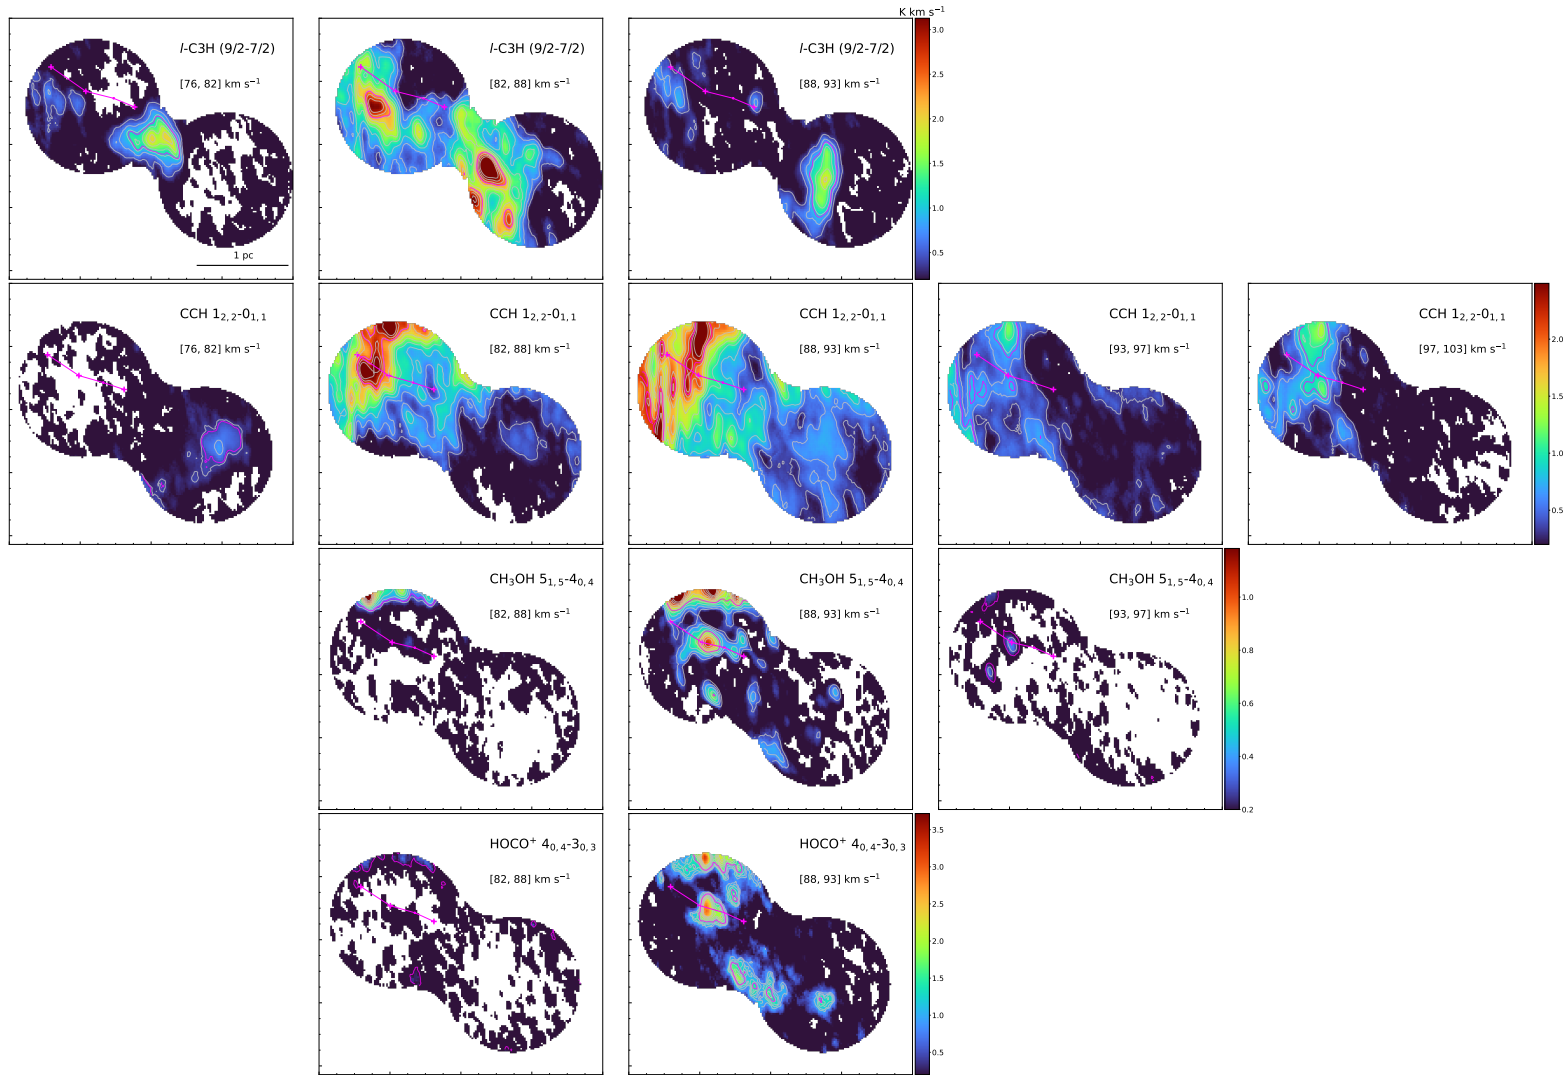 K km s⁻¹
l-C3H (9/2-7/2)
[76, 82] km s⁻¹
1 pc
l-C3H (9/2-7/2)
[82, 88] km s⁻¹
l-C3H (9/2-7/2)
[88, 93] km s⁻¹
3.0
2.5
2.0
1.5
1.0
0.5
CCH 1₂,₂-0₁,₁
[76, 82] km s⁻¹
CCH 1₂,₂-0₁,₁
[82, 88] km s⁻¹
CCH 1₂,₂-0₁,₁
[88, 93] km s⁻¹
CCH 1₂,₂-0₁,₁
[93, 97] km s⁻¹
CCH 1₂,₂-0₁,₁
[97, 103] km s⁻¹
2.0
1.5
1.0
0.5
CH₃OH 5₁,₅-4₀,₄
[82, 88] km s⁻¹
CH₃OH 5₁,₅-4₀,₄
[88, 93] km s⁻¹
CH₃OH 5₁,₅-4₀,₄
[93, 97] km s⁻¹
1.0
0.8
0.6
0.4
0.2
HOCO⁺ 4₀,₄-3₀,₃
[82, 88] km s⁻¹
HOCO⁺ 4₀,₄-3₀,₃
[88, 93] km s⁻¹
3.5
3.0
2.5
2.0
1.5
1.0
0.5